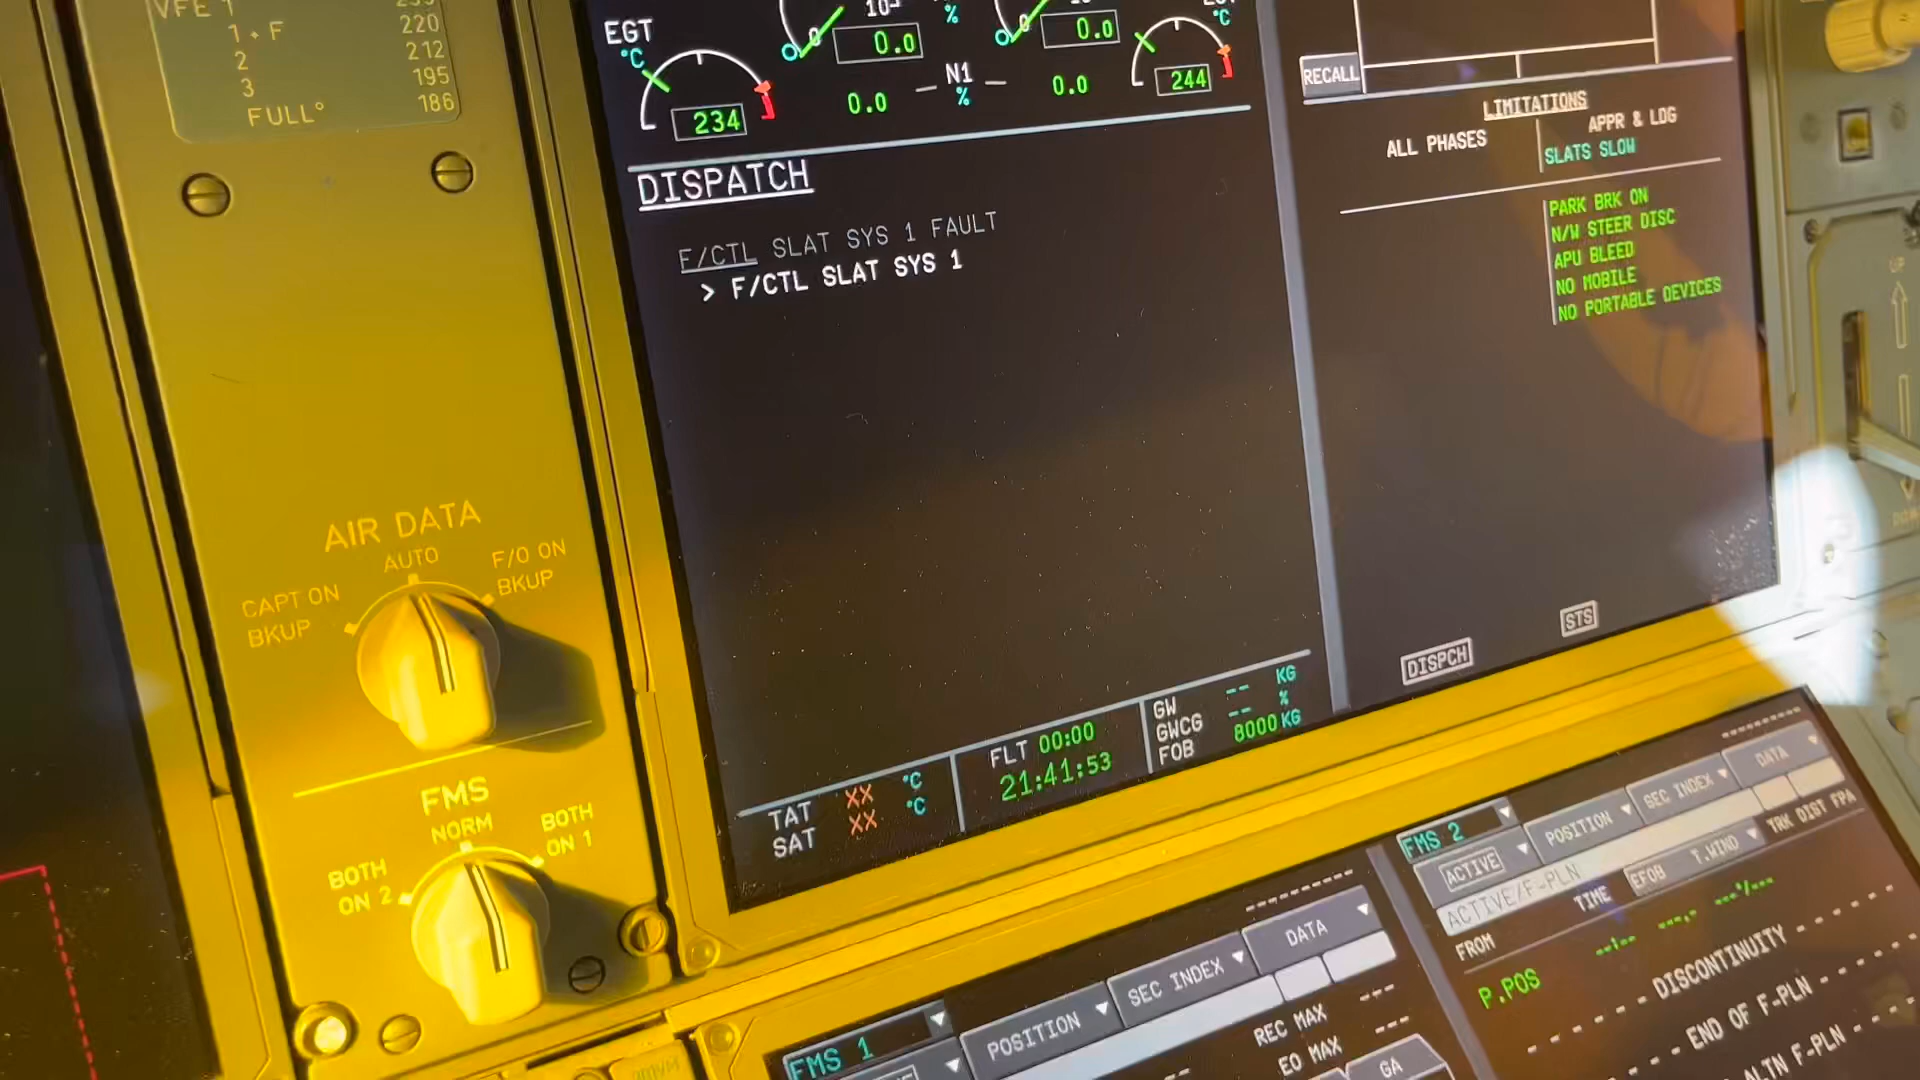 VFE 1
1 + F 220
2 212
3 195
FULL° 186
AIR DATA
AUTO
CAPT ON BKUP
F/O ON BKUP
FMS
NORM
BOTH ON 2
BOTH ON 1
EGT
°C
10
%
°C
0.0
0.0
234
0.0
N1
%
0.0
244
DISPATCH
F/CTL SLAT SYS 1 FAULT
> F/CTL SLAT SYS 1
TAT XX °C
SAT XX °C
FLT 00:00
21:41:53
GW -- KG
GWCG -- %
FOB 8000 KG
RECALL
LIMITATIONS
ALL PHASES
APPR & LDG
SLATS SLOW
PARK BRK ON
N/W STEER DISC
APU BLEED
NO MOBILE
NO PORTABLE DEVICES
DISPCH
STS
UP
FMS 1
POSITION
SEC INDEX
DATA
REC MAX ---
EO MAX ---
GA
FMS 2
ACTIVE
POSITION
SEC INDEX
DATA
ACTIVE/F-PLN
FROM
TIME
EFOB
T.WIND
TRK DIST FPA
P.POS --:-- ---.- ---°/---
- - - - - DISCONTINUITY - - - - -
- - END OF F-PLN - - - - -
ALTN F-PLN - - -